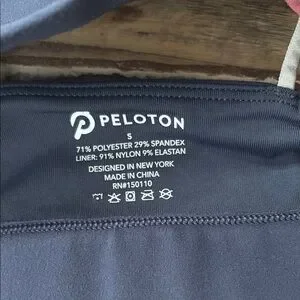 PELOTON
S
71% POLYESTER 29% SPANDEX
LINER: 91% NYLON 9% ELASTAN
DESIGNED IN NEW YORK
MADE IN CHINA
RN#150110